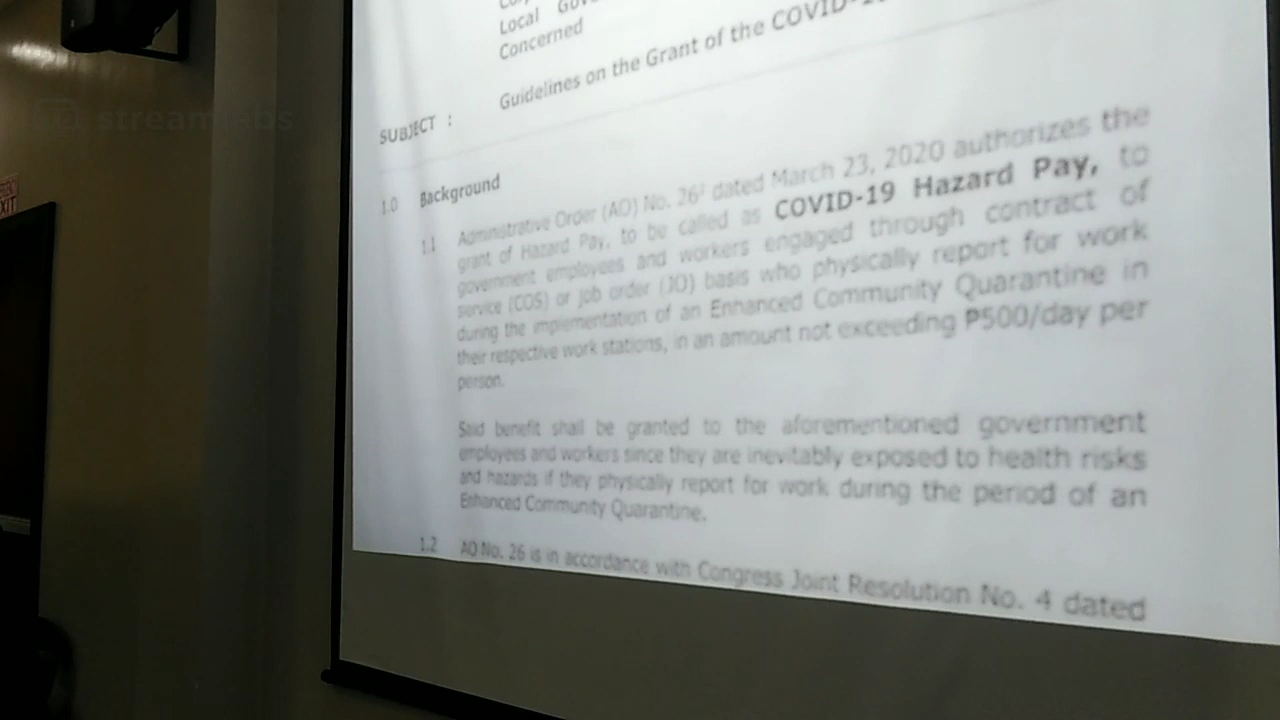 Local
Concerned
Guidelines on the Grant of the COVID-
SUBJECT :
1.0 Background
1.1 Administrative Order (AO) No. 26¹ dated March 23, 2020 authorizes the
grant of Hazard Pay, to be called as COVID-19 Hazard Pay, to
government employees and workers engaged through contract of
service (COS) or job order (JO) basis who physically report for work
during the implementation of an Enhanced Community Quarantine in
their respective work stations, in an amount not exceeding ₱500/day per
person.
Said benefit shall be granted to the aforementioned government
employees and workers since they are inevitably exposed to health risks
and hazards if they physically report for work during the period of an
Enhanced Community Quarantine.
1.2 AO No. 26 is in accordance with Congress Joint Resolution No. 4 dated
streamlabs
EXIT